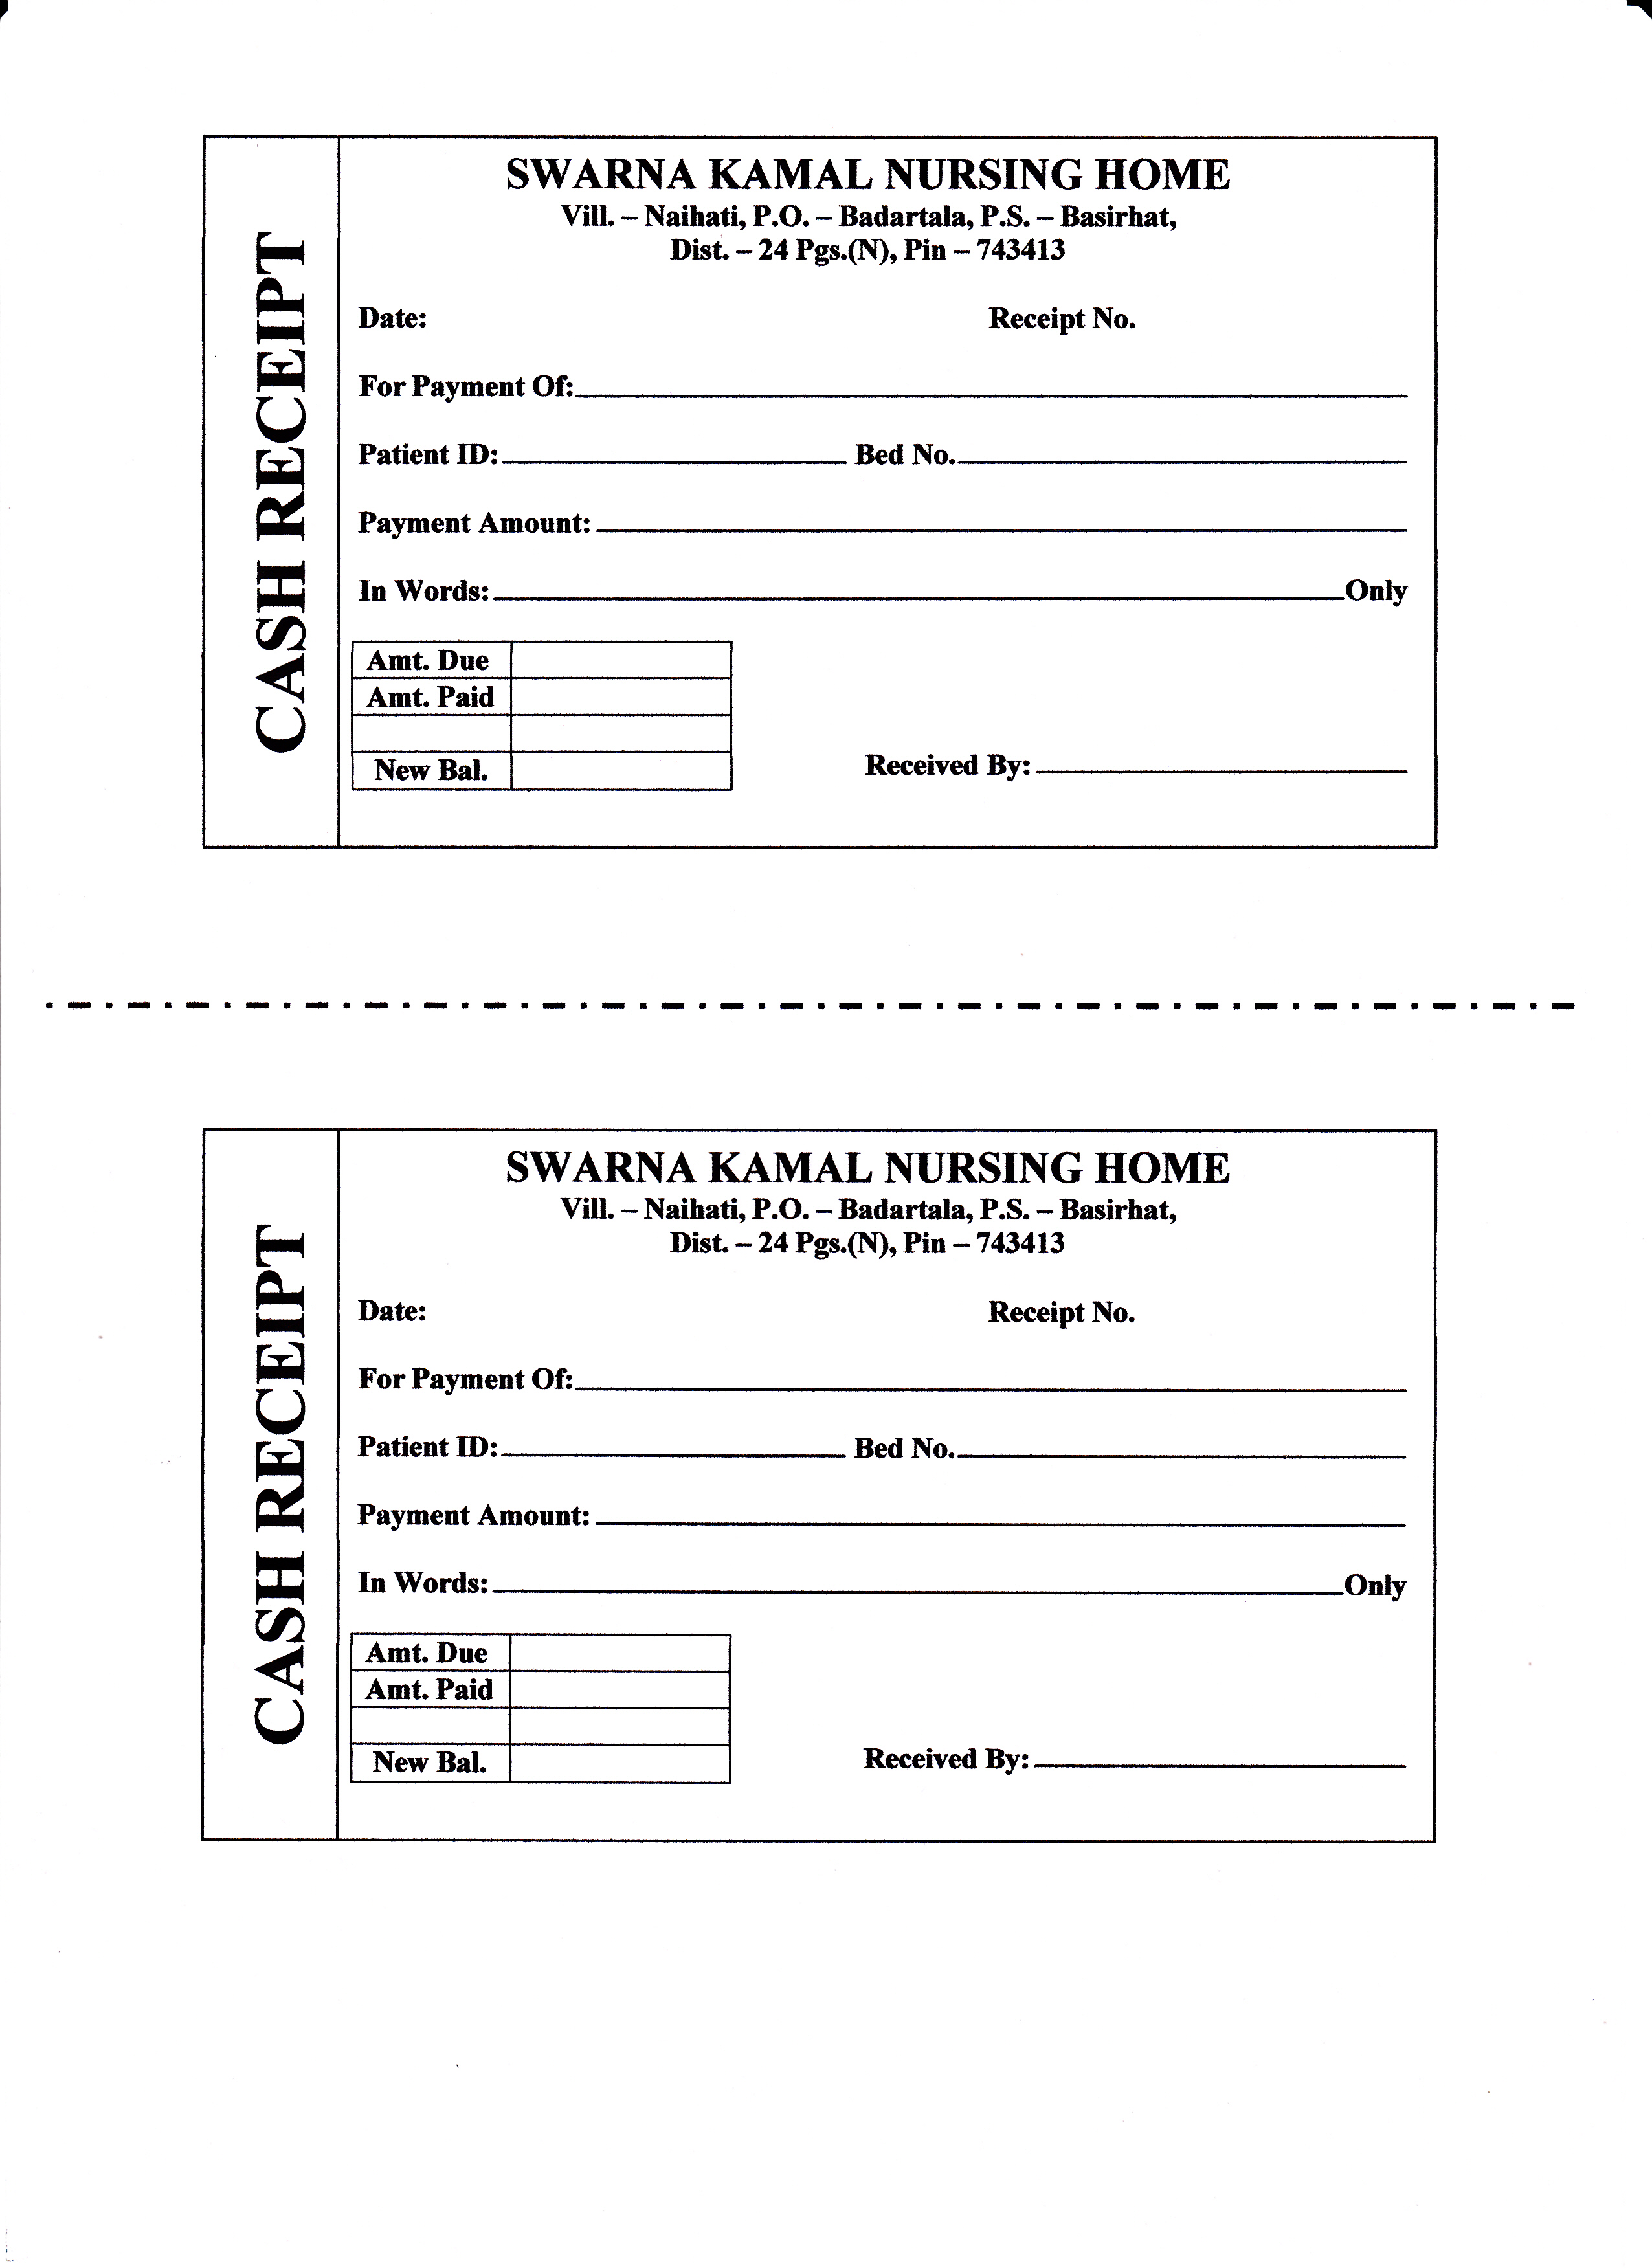 CASH RECEIPT
SWARNA KAMAL NURSING HOME
Vill. – Naihati, P.O. – Badartala, P.S. – Basirhat,
Dist. – 24 Pgs.(N), Pin – 743413
Date: Receipt No.
For Payment Of:
Patient ID: Bed No.
Payment Amount:
In Words: Only
Amt. Due
Amt. Paid
New Bal.
Received By:
CASH RECEIPT
SWARNA KAMAL NURSING HOME
Vill. – Naihati, P.O. – Badartala, P.S. – Basirhat,
Dist. – 24 Pgs.(N), Pin – 743413
Date: Receipt No.
For Payment Of:
Patient ID: Bed No.
Payment Amount:
In Words: Only
Amt. Due
Amt. Paid
New Bal.
Received By: